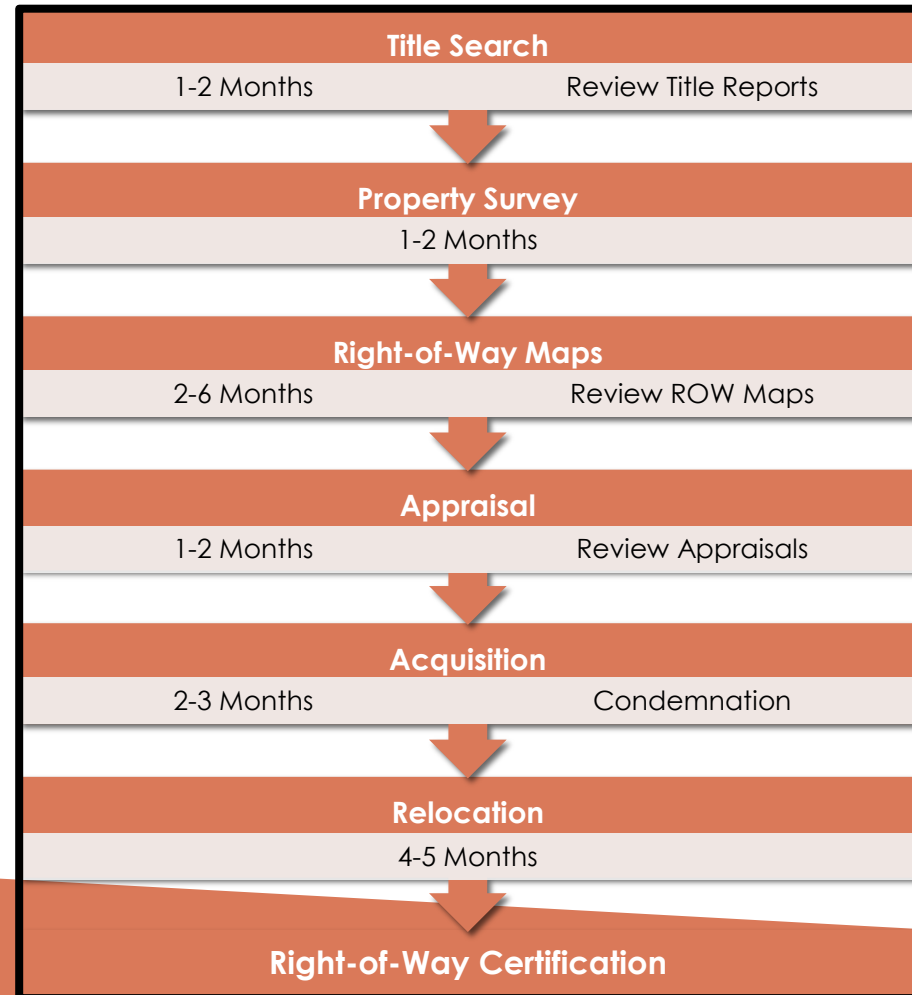 Title Search
1-2 Months Review Title Reports
Property Survey
1-2 Months
Right-of-Way Maps
2-6 Months Review ROW Maps
Appraisal
1-2 Months Review Appraisals
Acquisition
2-3 Months Condemnation
Relocation
4-5 Months
Right-of-Way Certification